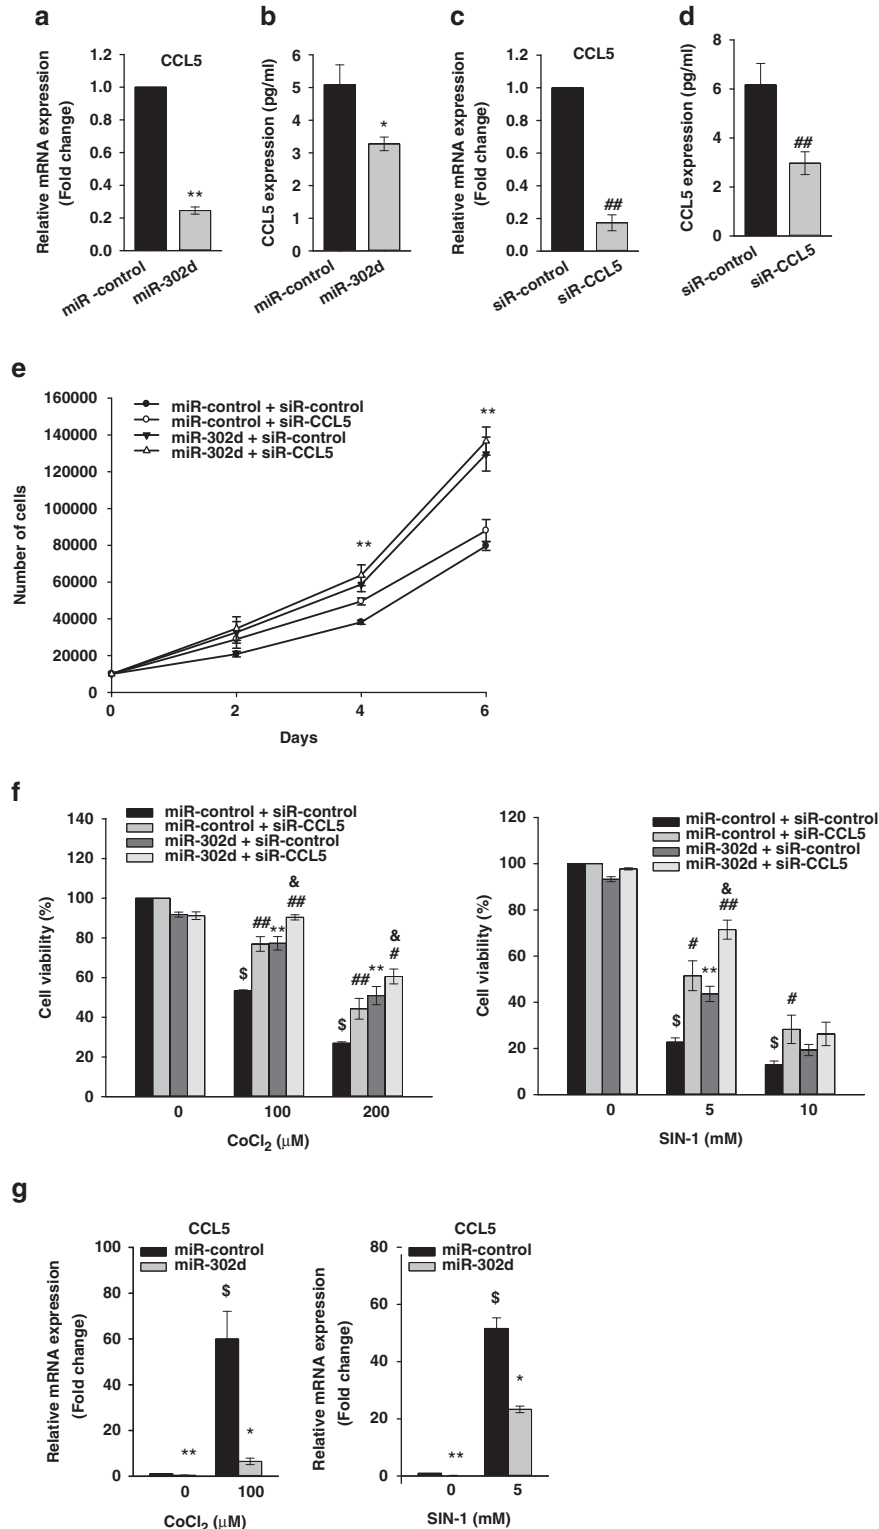 a
CCL5
Relative mRNA expression
(Fold change)
1.2
1.0
0.8
0.6
0.4
0.2
0.0
**
miR -control
miR-302d
b
CCL5 expression (pg/ml)
6
5
4
3
2
1
0
*
miR-control
miR-302d
c
CCL5
Relative mRNA expression
(Fold change)
1.2
1.0
0.8
0.6
0.4
0.2
0.0
##
siR-control
siR-CCL5
d
CCL5 expression (pg/ml)
8
6
4
2
0
##
siR-control
siR-CCL5
e
Number of cells
160000
140000
120000
100000
80000
60000
40000
20000
0
miR-control + siR-control
miR-control + siR-CCL5
miR-302d + siR-control
miR-302d + siR-CCL5
**
**
0 2 4 6
Days
f
Cell viability (%)
140
120
100
80
60
40
20
0
miR-control + siR-control
miR-control + siR-CCL5
miR-302d + siR-control
miR-302d + siR-CCL5
$ ## ** ## &
$ ## ** # &
0 100 200
CoCl2 (μM)
Cell viability (%)
120
100
80
60
40
20
0
miR-control + siR-control
miR-control + siR-CCL5
miR-302d + siR-control
miR-302d + siR-CCL5
$ # ** ## &
$ #
0 5 10
SIN-1 (mM)
g
CCL5
Relative mRNA expression
(Fold change)
100
80
60
40
20
0
miR-control
miR-302d
** $ *
0 100
CoCl2 (μM)
CCL5
Relative mRNA expression
(Fold change)
80
60
40
20
0
miR-control
miR-302d
** $ *
0 5
SIN-1 (mM)